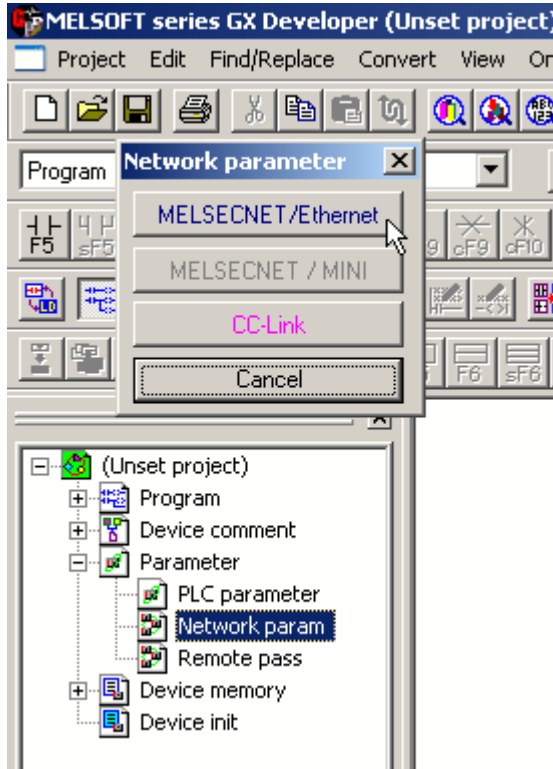 MELSOFT series GX Developer (Unset project)
Project Edit Find/Replace Convert View On
Program
Network parameter
MELSECNET/Ethernet
MELSECNET / MINI
CC-Link
Cancel
F5 sF5 9 cF9 cF10
F6 sF6
(Unset project)
Program
Device comment
Parameter
PLC parameter
Network param
Remote pass
Device memory
Device init